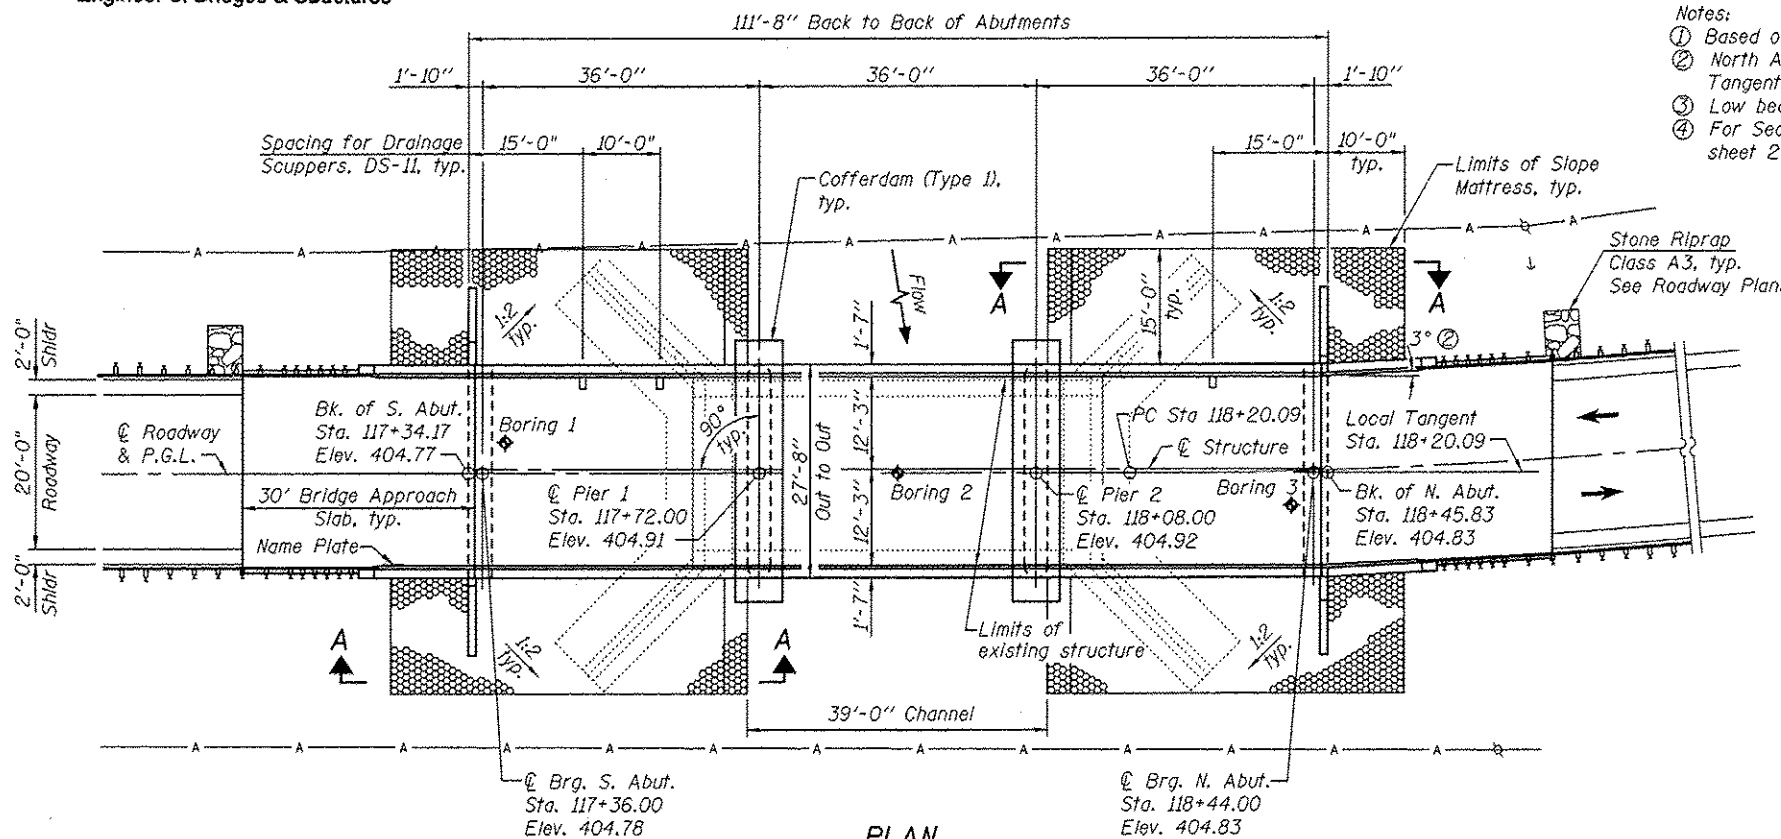 111'-8" Back to Back of Abutments
1'-10"
36'-0"
36'-0"
36'-0"
1'-10"
Notes:
① Based o
② North A
Tangent
③ Low bea
④ For Sec
sheet 2
Spacing for Drainage
Scuppers, DS-11, typ.
15'-0"
10'-0"
Cofferdam (Type 1),
typ.
15'-0"
10'-0"
typ.
Limits of Slope
Mattress, typ.
Stone Riprap
Class A3, typ.
See Roadway Plan
A A A A A A A A A A
Flow
A
A
1:2
typ.
1:2
typ.
15'-0"
typ.
1'-7"
3° ②
2'-0"
Shldr
20'-0"
Roadway
2'-0"
Shldr
℄ Roadway
& P.G.L.
Bk. of S. Abut.
Sta. 117+34.17
Elev. 404.77
Boring 1
90°
typ.
27'-8"
Out to Out
12'-3"
12'-3"
PC Sta 118+20.09
℄ Structure
Local Tangent
Sta. 118+20.09
30' Bridge Approach
Slab, typ.
℄ Pier 1
Sta. 117+72.00
Elev. 404.91
Boring 2
℄ Pier 2
Sta. 118+08.00
Elev. 404.92
Boring 3
Bk. of N. Abut.
Sta. 118+45.83
Elev. 404.83
Name Plate
1'-7"
A
A
1:2
typ.
1:2
typ.
Limits of
existing structure
39'-0" Channel
A A A A A A A A A A A A A
℄ Brg. S. Abut.
Sta. 117+36.00
Elev. 404.78
℄ Brg. N. Abut.
Sta. 118+44.00
Elev. 404.83
PLAN